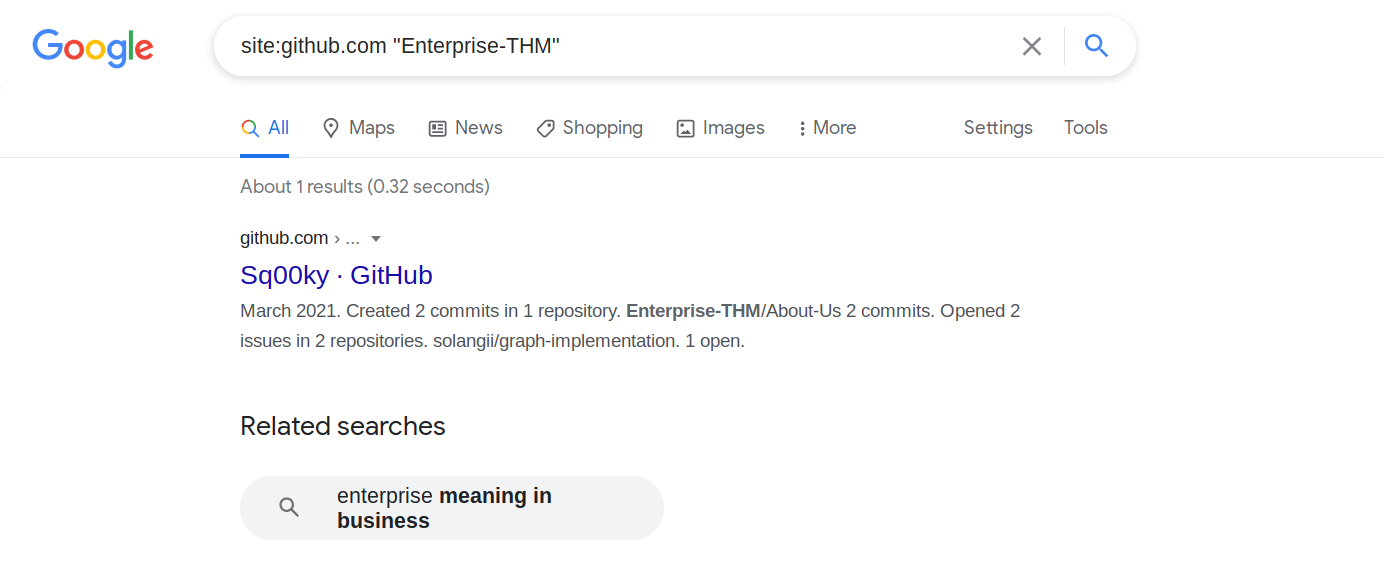 Google
site:github.com "Enterprise-THM"
All Maps News Shopping Images More Settings Tools
About 1 results (0.32 seconds)
github.com › ...
Sq00ky · GitHub
March 2021. Created 2 commits in 1 repository. Enterprise-THM/About-Us 2 commits. Opened 2
issues in 2 repositories. solangii/graph-implementation. 1 open.
Related searches
enterprise meaning in
business